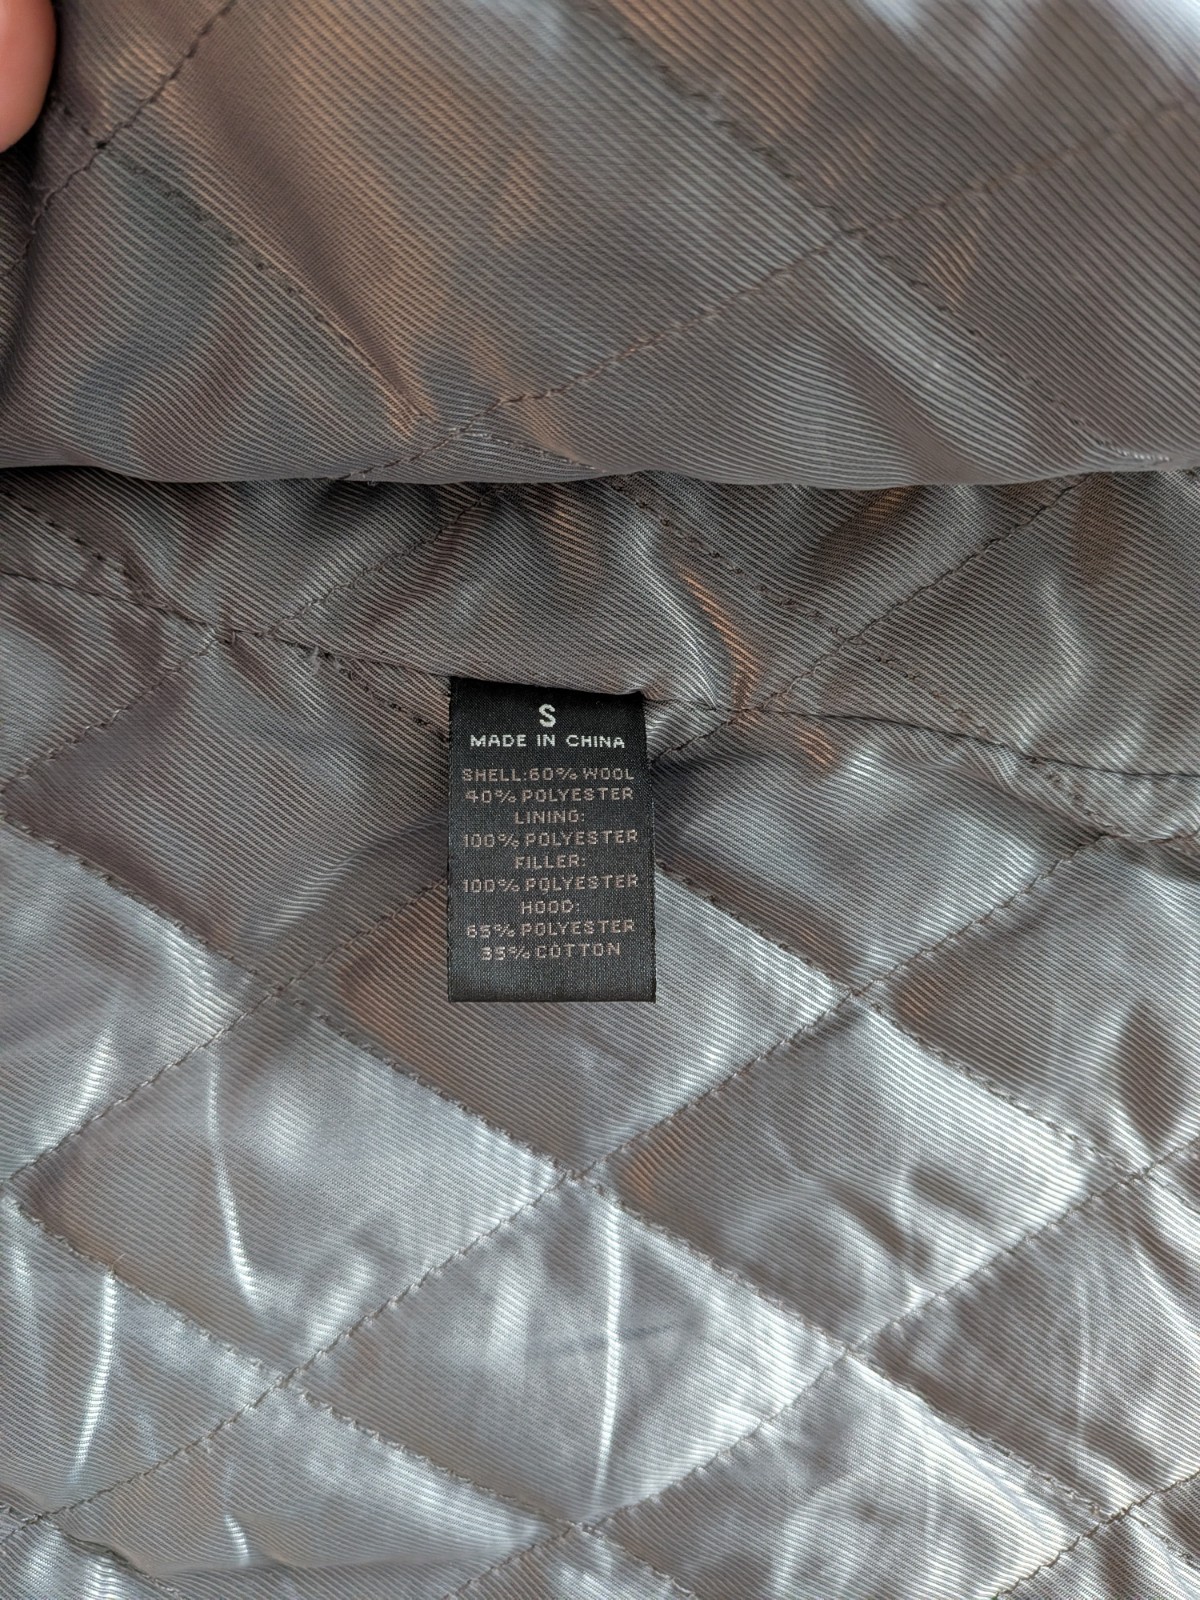 S
MADE IN CHINA
SHELL:60% WOOL
40% POLYESTER
LINING:
100% POLYESTER
FILLER:
100% POLYESTER
HOOD:
65% POLYESTER
35% COTTON